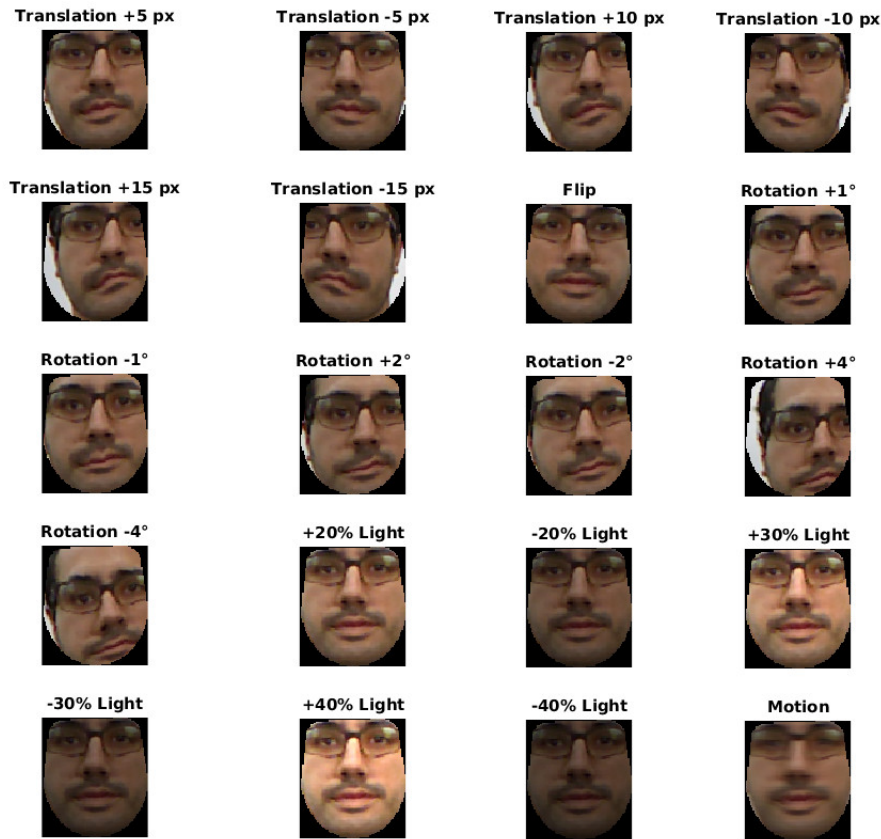 Translation +5 px
Translation -5 px
Translation +10 px
Translation -10 px
Translation +15 px
Translation -15 px
Flip
Rotation +1°
Rotation -1°
Rotation +2°
Rotation -2°
Rotation +4°
Rotation -4°
+20% Light
-20% Light
+30% Light
-30% Light
+40% Light
-40% Light
Motion